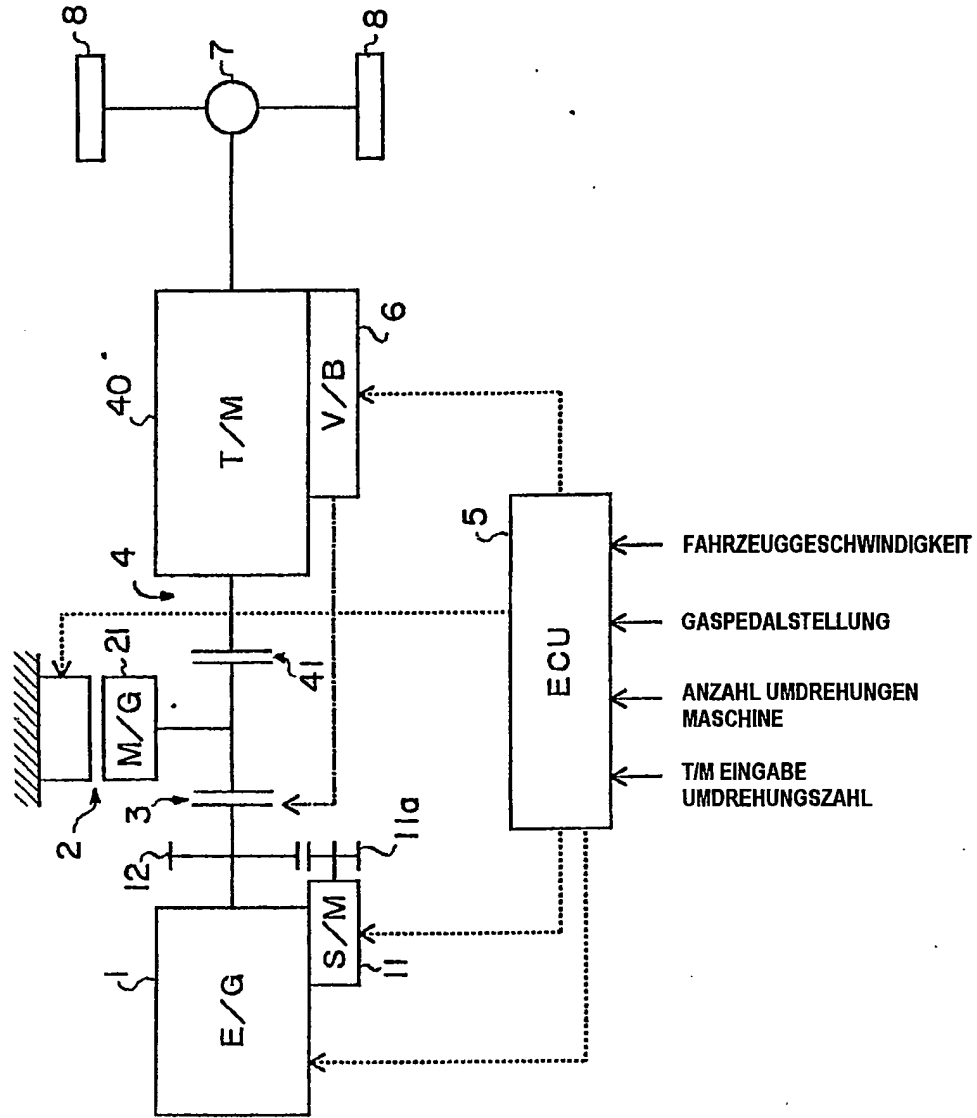 8
7
8
40
T/M
6
V/B
4
5
21
M/G
41
2
3
12
11a
1
E/G
S/M
11
ECU
FAHRZEUGGESCHWINDIGKEIT
GASPEDALSTELLUNG
ANZAHL UMDREHUNGEN
MASCHINE
T/M EINGABE
UMDREHUNGSZAHL